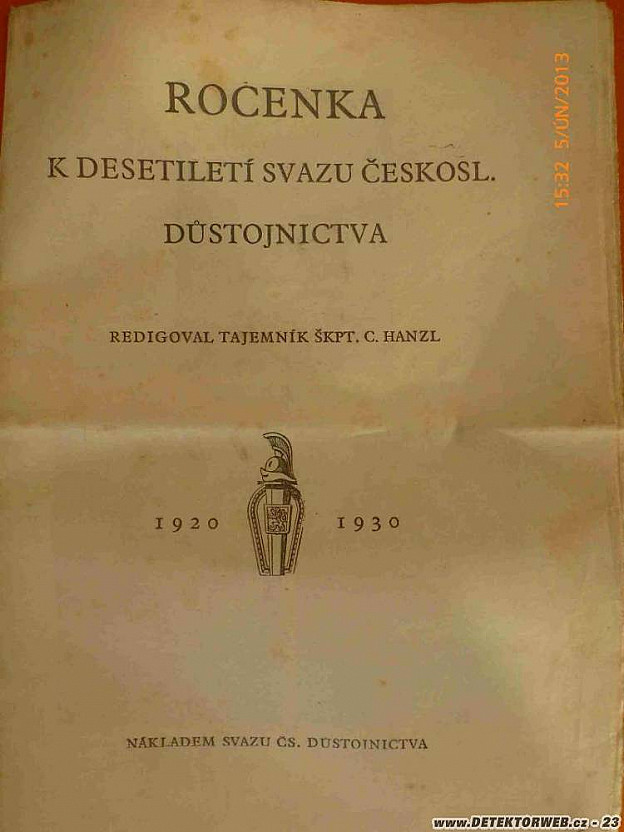 ROČENKA
K DESETILETÍ SVAZU ČESKOSL.
DŮSTOJNICTVA
REDIGOVAL TAJEMNÍK ŠKPT. C. HANZL
1920 1930
NÁKLADEM SVAZU ČS. DŮSTOJNICTVA
15:32 5/ÚN/2013
www.DETEKTORWEB.cz - 23